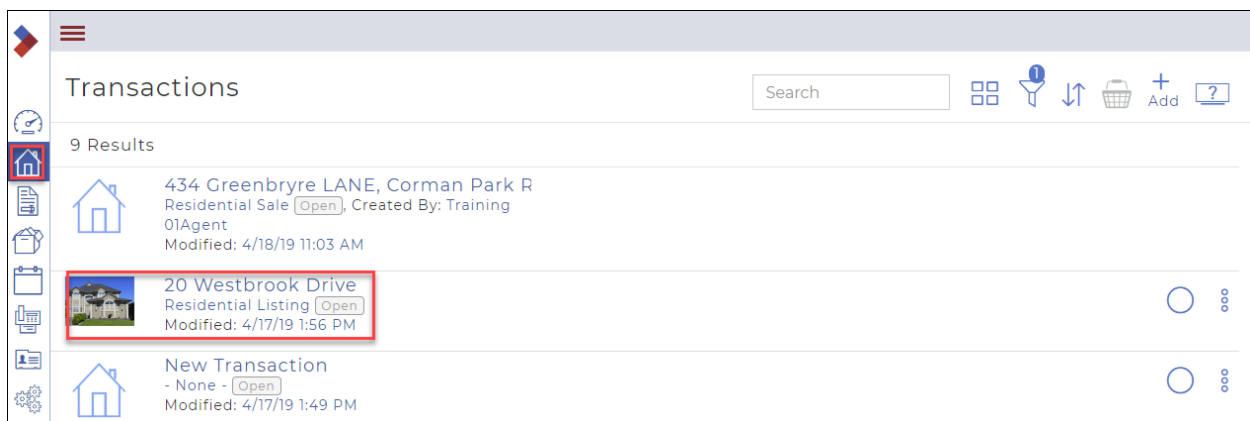 Transactions
Search
1
Add
?
9 Results
434 Greenbryre LANE, Corman Park R
Residential Sale Open, Created By: Training
01Agent
Modified: 4/18/19 11:03 AM
20 Westbrook Drive
Residential Listing Open
Modified: 4/17/19 1:56 PM
New Transaction
- None - Open
Modified: 4/17/19 1:49 PM